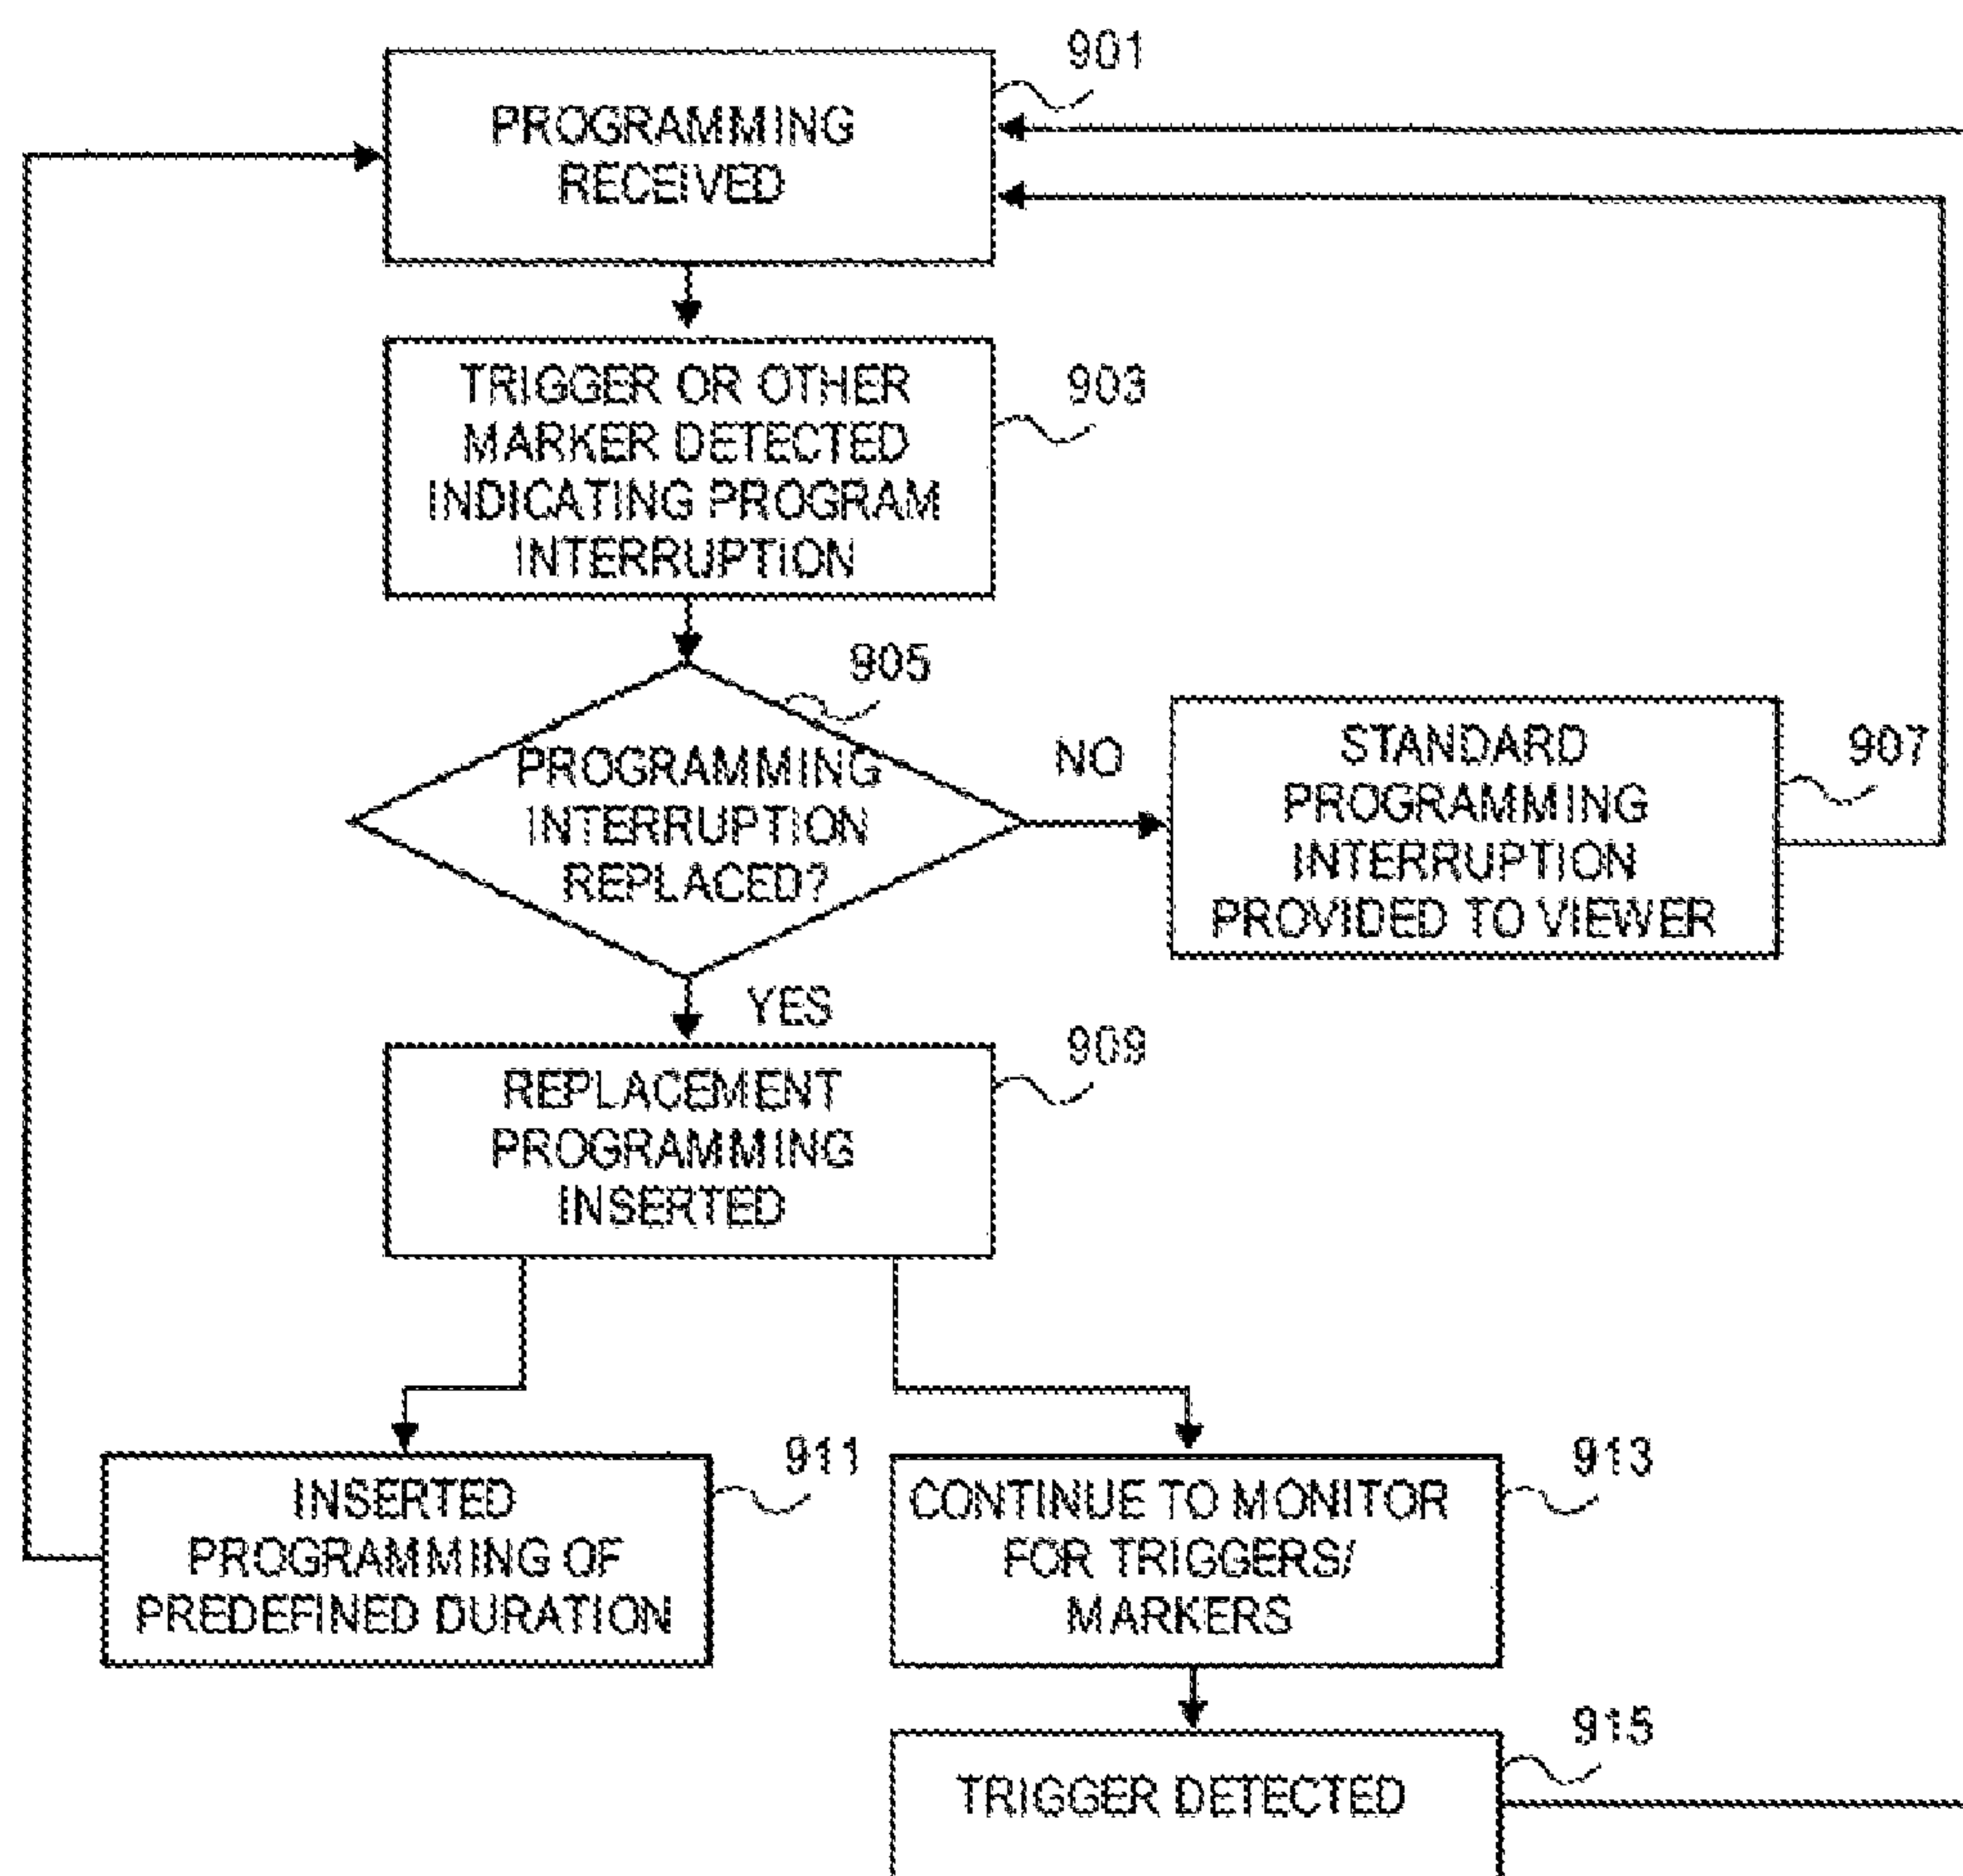 901
PROGRAMMING
RECEIVED
TRIGGER OR OTHER
MARKER DETECTED
INDICATING PROGRAM
INTERRUPTION
903
905
PROGRAMMING
INTERRUPTION
REPLACED?
NO
STANDARD
PROGRAMMING
INTERRUPTION
PROVIDED TO VIEWER
907
YES
REPLACEMENT
PROGRAMMING
INSERTED
909
INSERTED
PROGRAMMING OF
PREDEFINED DURATION
911
CONTINUE TO MONITOR
FOR TRIGGERS/
MARKERS
913
TRIGGER DETECTED
915